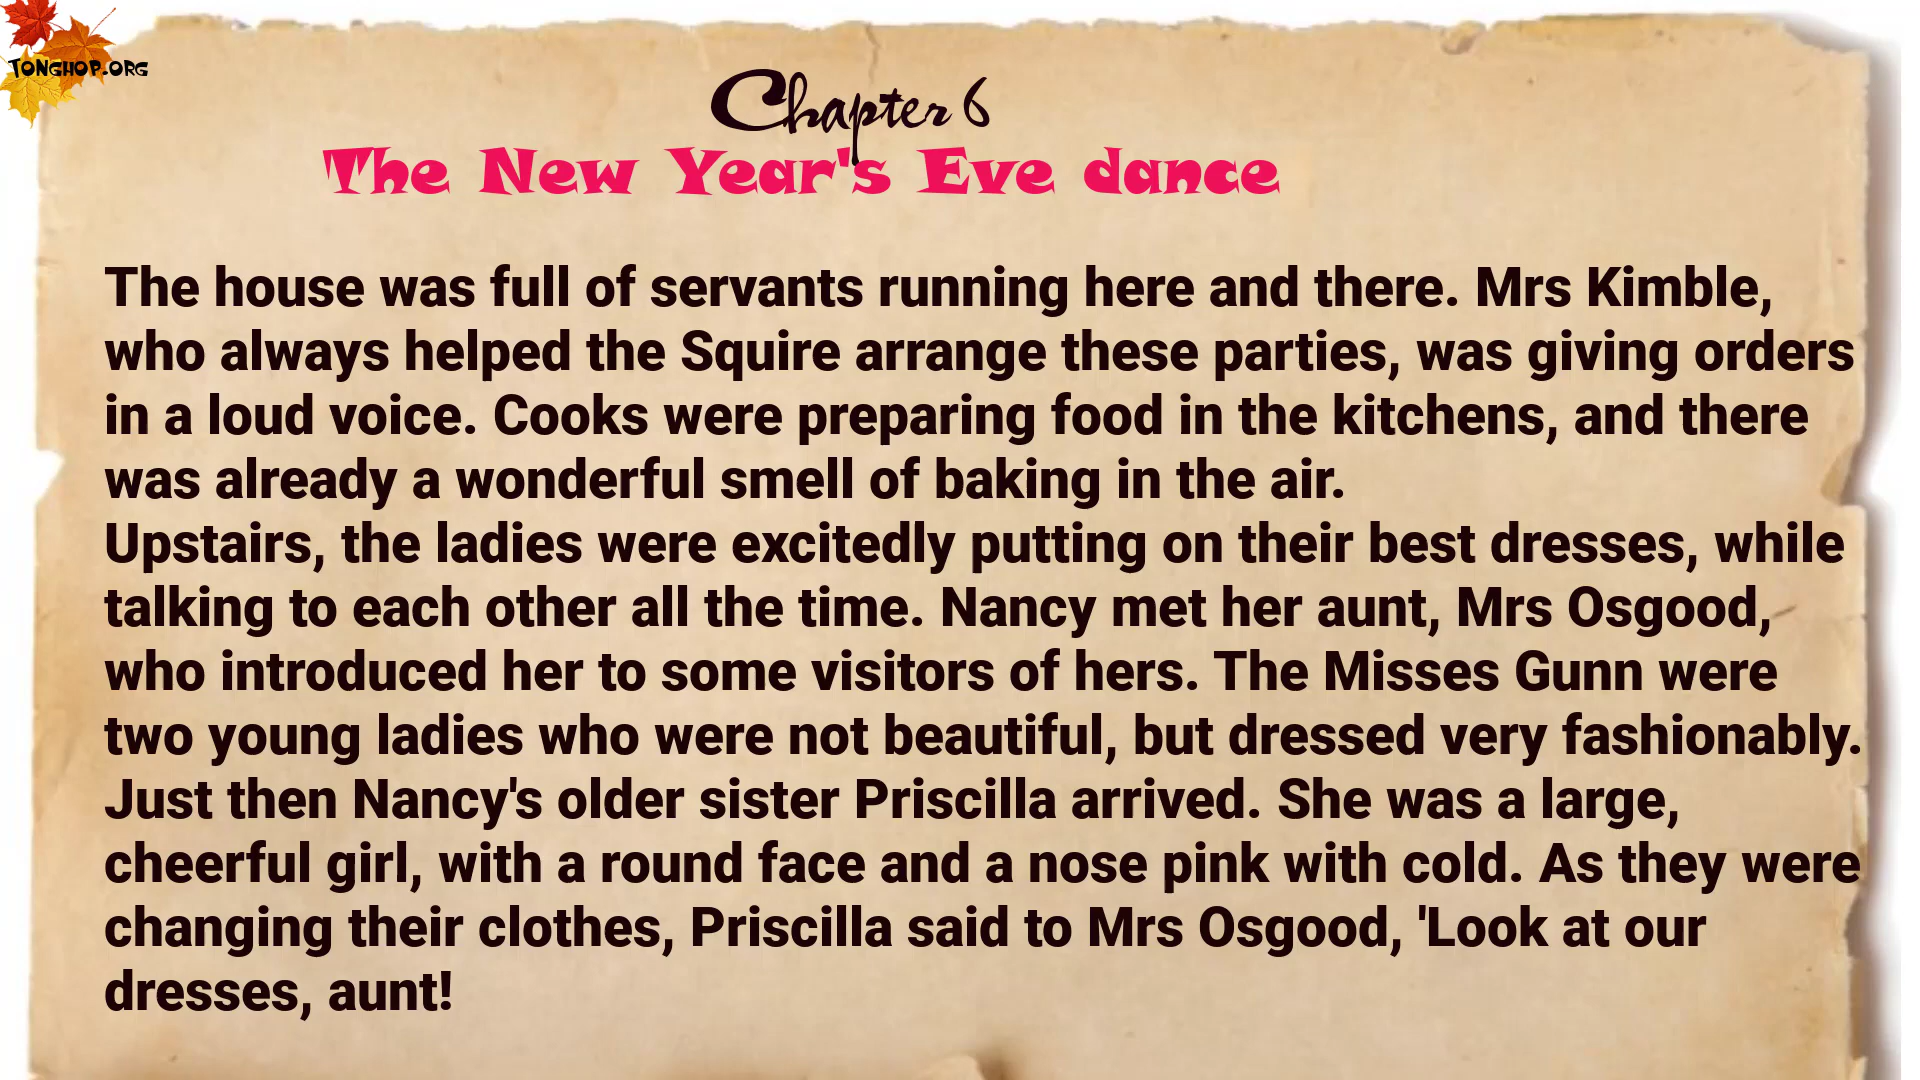 TONGHOP.ORG
Chapter 6
The New Year's Eve dance
The house was full of servants running here and there. Mrs Kimble,
who always helped the Squire arrange these parties, was giving orders
in a loud voice. Cooks were preparing food in the kitchens, and there
was already a wonderful smell of baking in the air.
Upstairs, the ladies were excitedly putting on their best dresses, while
talking to each other all the time. Nancy met her aunt, Mrs Osgood,
who introduced her to some visitors of hers. The Misses Gunn were
two young ladies who were not beautiful, but dressed very fashionably.
Just then Nancy's older sister Priscilla arrived. She was a large,
cheerful girl, with a round face and a nose pink with cold. As they were
changing their clothes, Priscilla said to Mrs Osgood, 'Look at our
dresses, aunt!